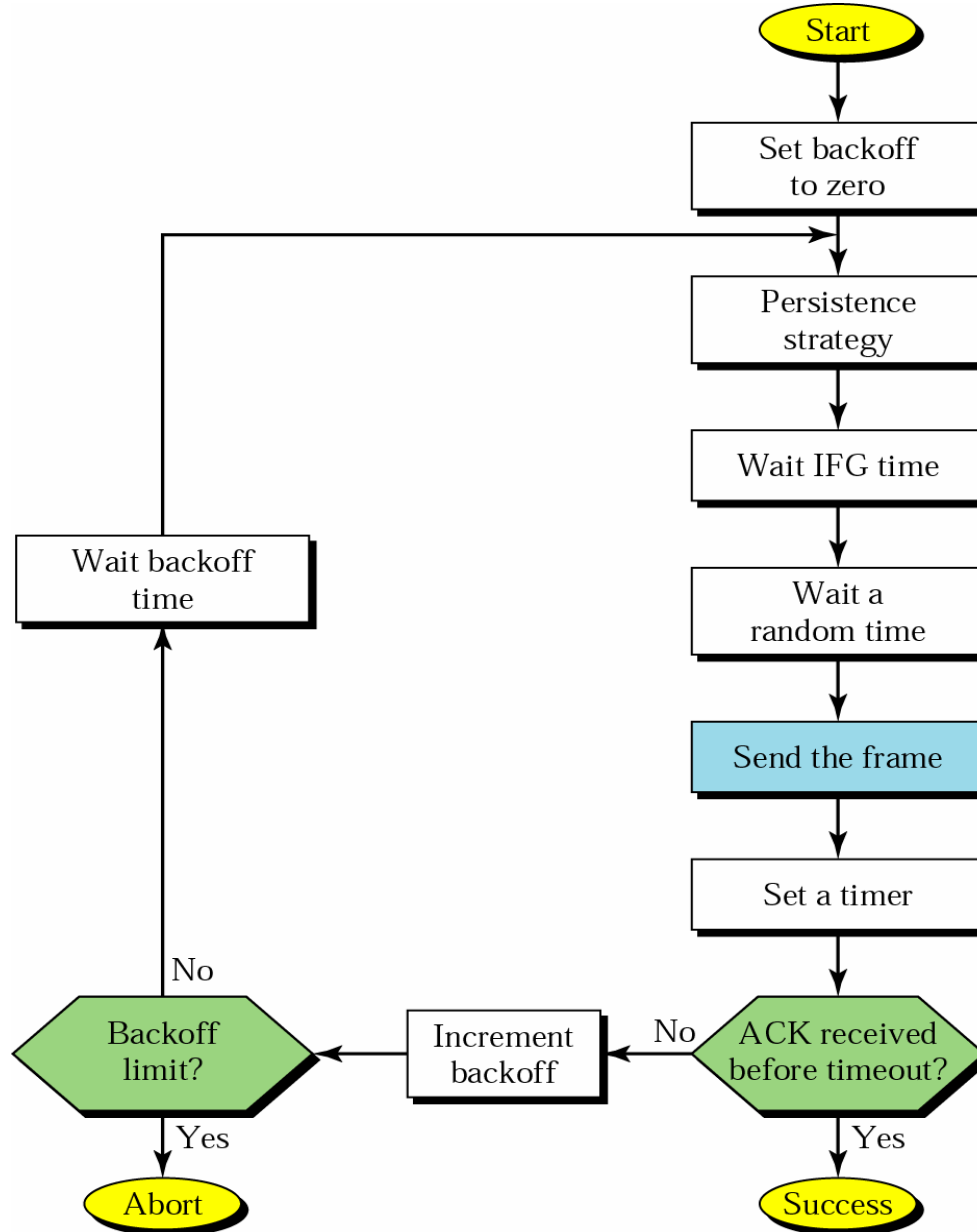 Start
Set backoff
to zero
Persistence
strategy
Wait IFG time
Wait backoff
time
Wait a
random time
Send the frame
Set a timer
No
Backoff
limit?
Increment
backoff
No
ACK received
before timeout?
Yes
Yes
Abort
Success